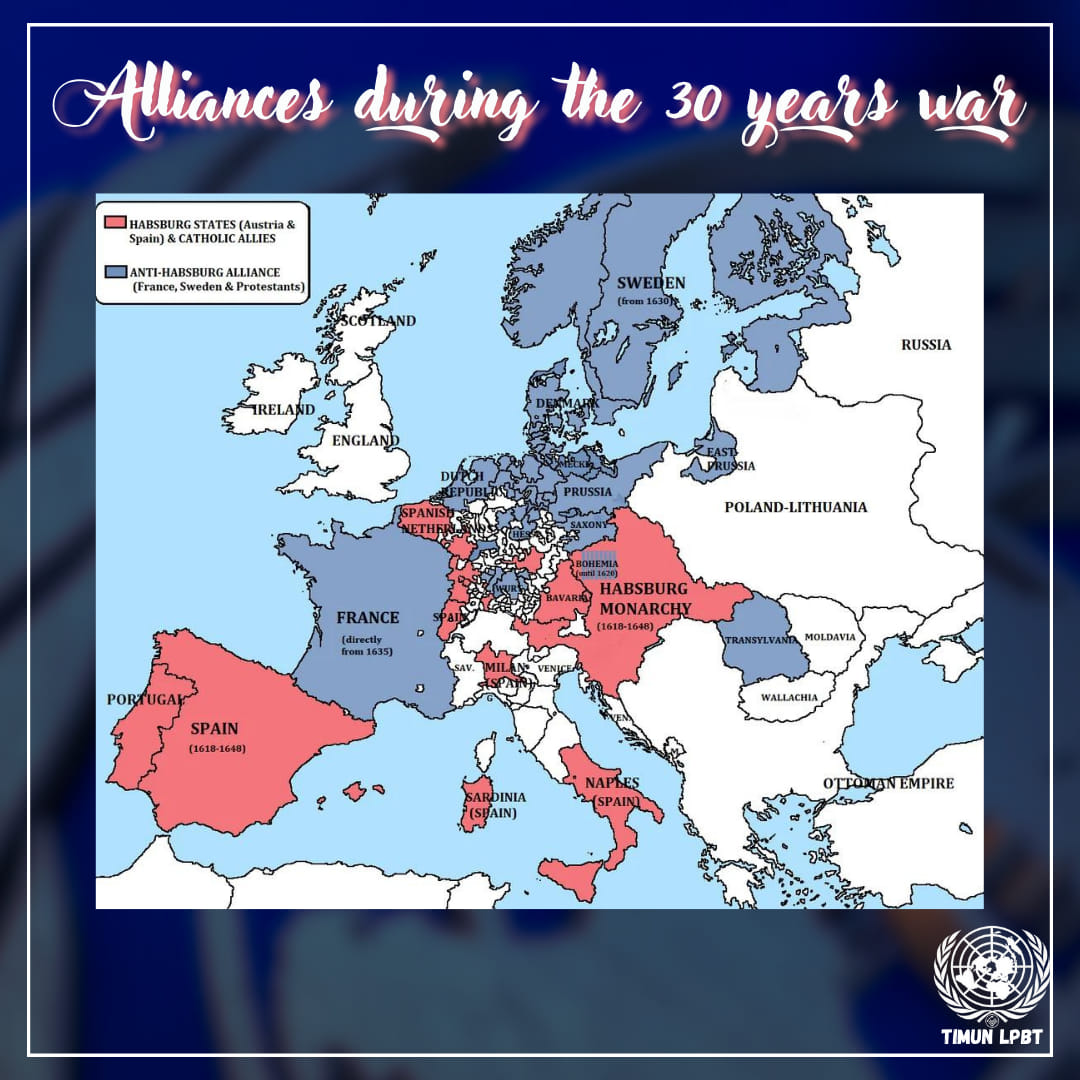 Alliances during the 30 years war
HABSBURG STATES (Austria &
Spain) & CATHOLIC ALLIES
ANTI-HABSBURG ALLIANCE
(France, Sweden & Protestants)
SWEDEN
(from 1630)
SCOTLAND
RUSSIA
IRELAND
DENMARK
ENGLAND
EAST
PRUSSIA
MECKL
DUTCH
REPUBLIC
PRUSSIA
POLAND-LITHUANIA
SPANISH
NETHERLANDS
SAXONY
HES
BOHEMIA
(until 1620)
WUR
BAVARIA
HABSBURG
MONARCHY
(1618-1648)
FRANCE
(directly
from 1635)
SPAIN
TRANSYLVANIA
MOLDAVIA
SAV.
MILAN
(SPAIN)
VENICE
WALLACHIA
PORTUGAL
SPAIN
(1618-1648)
VEN.
M
NAPLES
(SPAIN)
SARDINIA
(SPAIN)
OTTOMAN EMPIRE
TIMUN LPBT